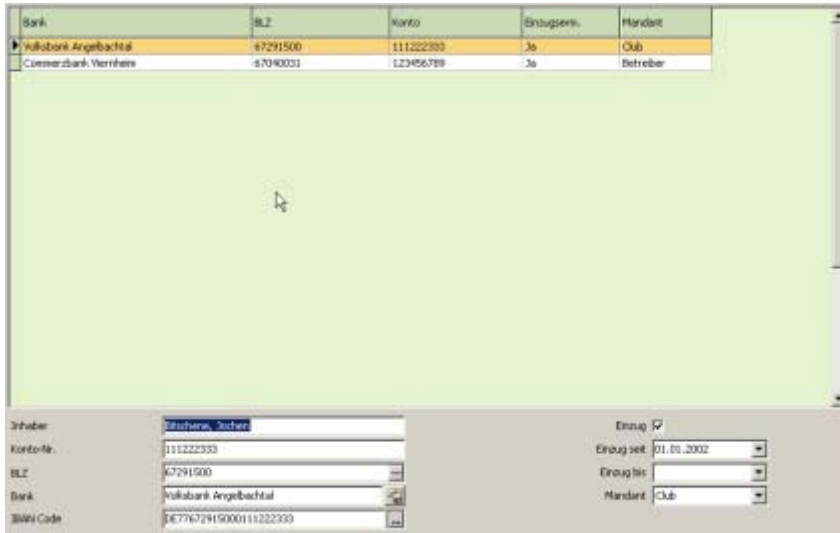 Bank BLZ Konto Einzugserm. Mandant
Volksbank Angelbachtal 67291500 111222333 Ja Club
Commerzbank Viernheim 67040031 123456789 Ja Betreiber
Inhaber Bitschene, Jochen Einzug
Konto-Nr. 111222333 Einzug seit 01.01.2002
BLZ 67291500 Einzug bis
Bank Volksbank Angelbachtal Mandant Club
IBAN Code DE77672915000111222333